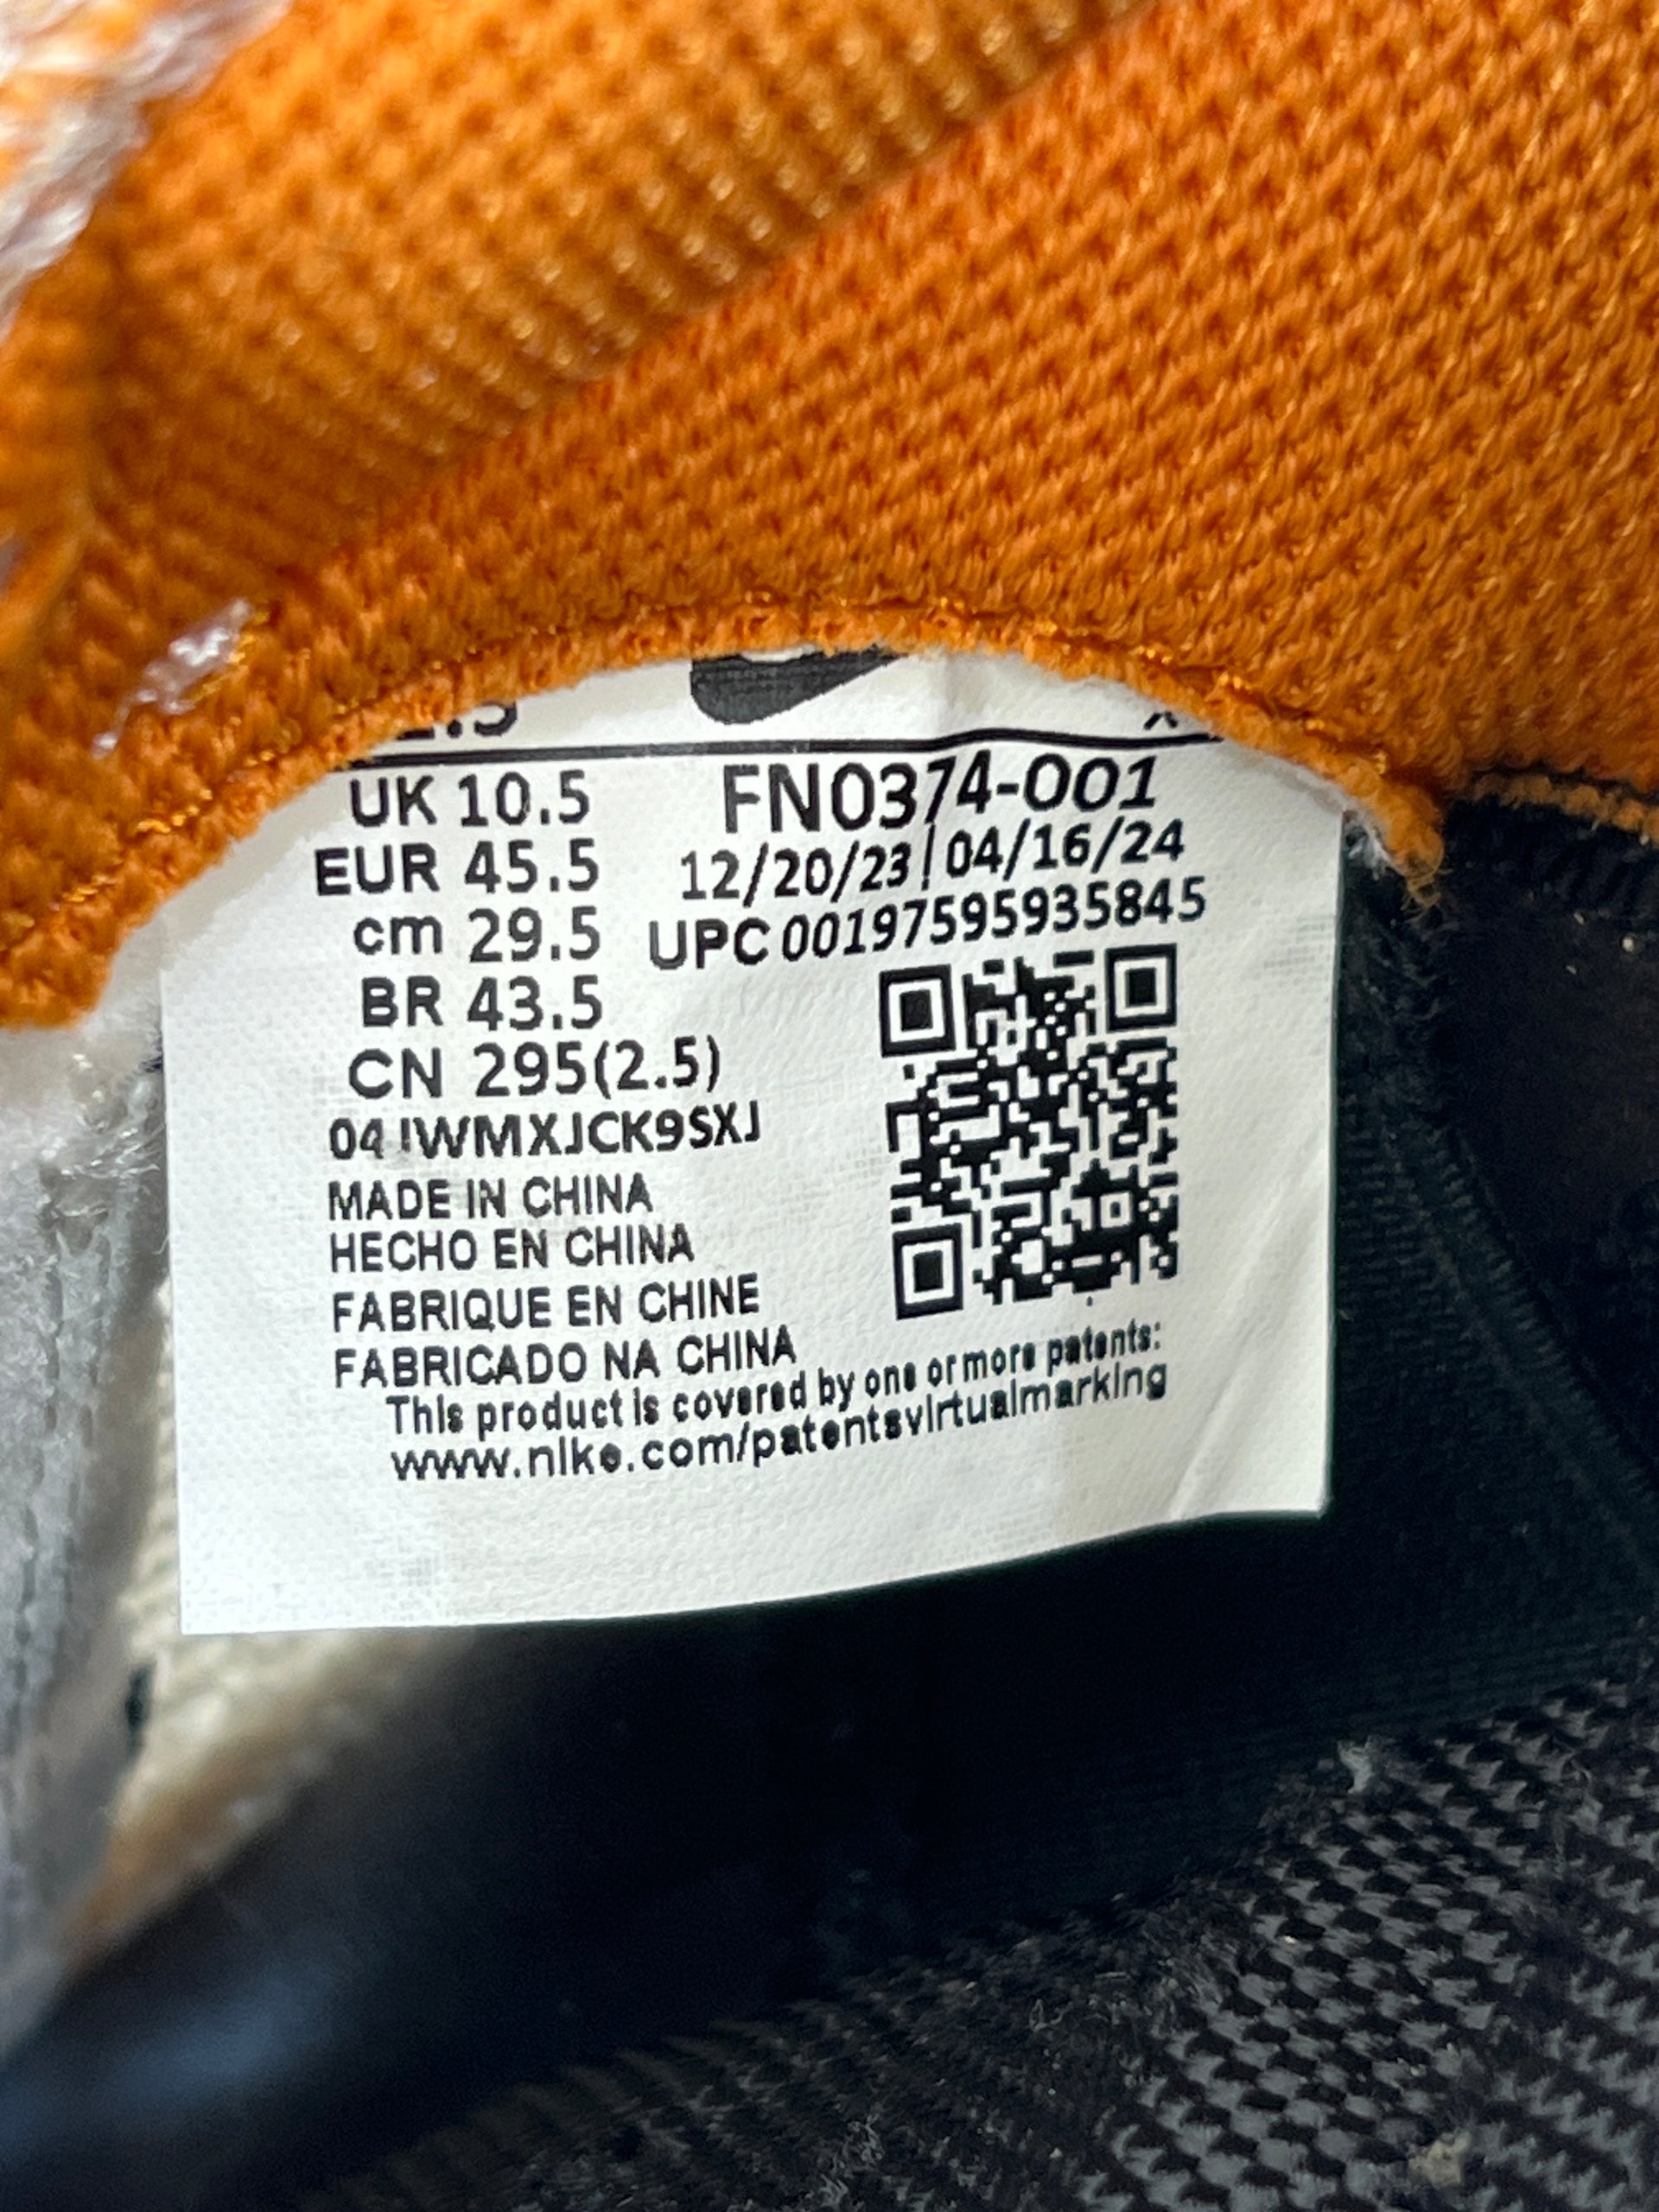 UK 10.5 FN0374-001
EUR 45.5 12/20/23|04/16/24
cm 29.5 UPC 00197595935845
BR 43.5
CN 295(2.5)
MADE IN CHINA
HECHO EN CHINA
FABRIQUE EN CHINE
FABRICADO NA CHINA
This product is covered by one or more patents:
www.nike.com/patentsvirtualmarking